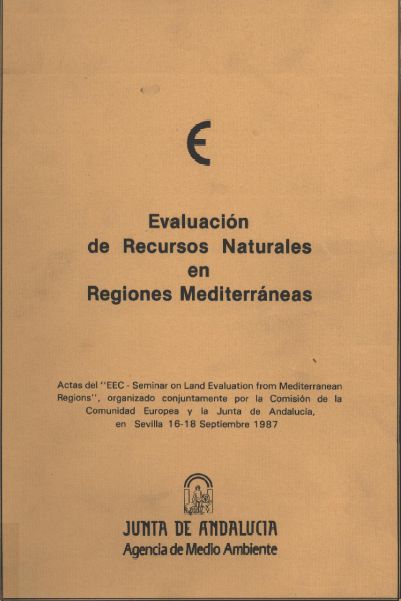 Є
Evaluación
de Recursos Naturales
en
Regiones Mediterráneas
Actas del "EEC - Seminar on Land Evaluation from Mediterranean
Regions", organizado conjuntamente por la Comisión de la
Comunidad Europea y la Junta de Andalucía,
en Sevilla 16-18 Septiembre 1987
JUNTA DE ANDALUCIA
Agencia de Medio Ambiente